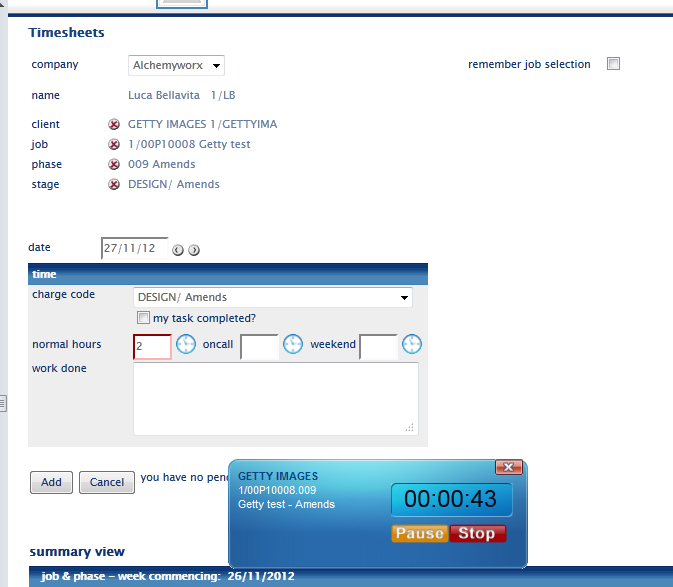 Timesheets
company Alchemyworx remember job selection
name Luca Bellavita 1/LB
client GETTY IMAGES 1/GETTYIMA
job 1/00P10008 Getty test
phase 009 Amends
stage DESIGN/ Amends
date 27/11/12
time
charge code DESIGN/ Amends
my task completed?
normal hours 2 oncall weekend
work done
Add Cancel you have no pen
GETTY IMAGES
1/00P10008.009
Getty test - Amends
00:00:43
Pause Stop
summary view
job & phase – week commencing: 26/11/2012